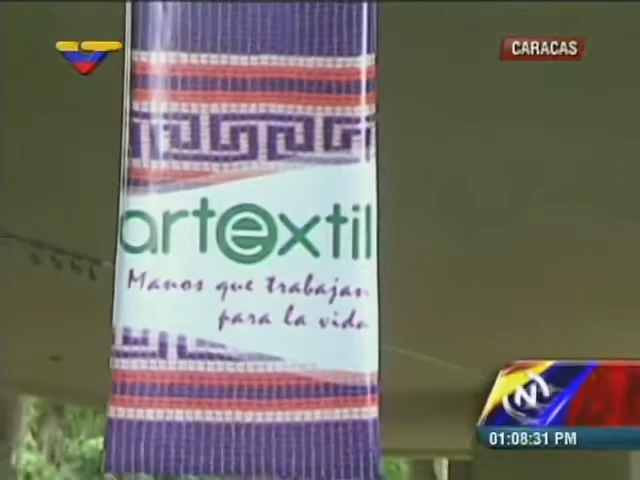 CARACAS
artextil
Manos que trabajan
para la vida
N
01:08:31 PM